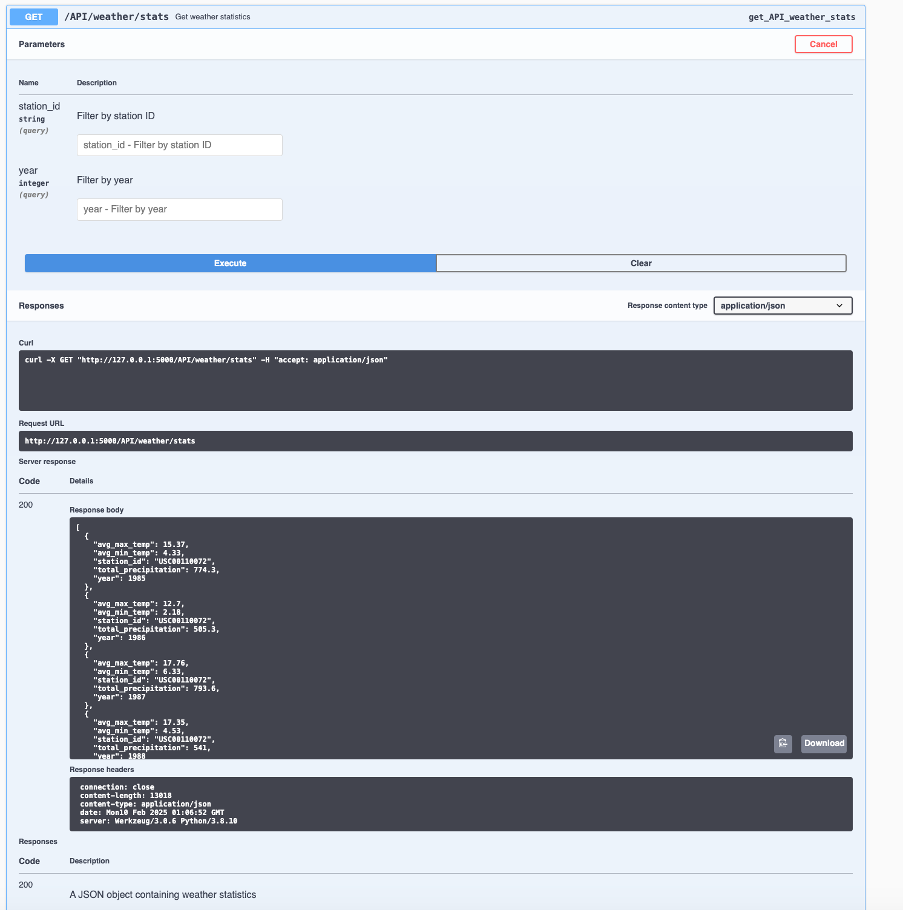 GET /API/weather/stats Get weather statistics get_API_weather_stats
Parameters Cancel
Name Description
station_id
string
(query)
Filter by station ID
station_id - Filter by station ID
year
integer
(query)
Filter by year
year - Filter by year
Execute Clear
Responses Response content type application/json
Curl
curl -X GET "http://127.0.0.1:5000/API/weather/stats" -H "accept: application/json"
Request URL
http://127.0.0.1:5000/API/weather/stats
Server response
Code Details
200
Response body
[
{
"avg_max_temp": 15.37,
"avg_min_temp": 4.33,
"station_id": "USC00110072",
"total_precipitation": 774.3,
"year": 1985
},
{
"avg_max_temp": 12.7,
"avg_min_temp": 2.18,
"station_id": "USC00110072",
"total_precipitation": 505.3,
"year": 1986
},
{
"avg_max_temp": 17.76,
"avg_min_temp": 6.33,
"station_id": "USC00110072",
"total_precipitation": 793.6,
"year": 1987
},
{
"avg_max_temp": 17.35,
"avg_min_temp": 4.53,
"station_id": "USC00110072",
"total_precipitation": 541,
"year": 1988
Download
Response headers
connection: close
content-length: 13018
content-type: application/json
date: Mon10 Feb 2025 01:06:52 GMT
server: Werkzeug/3.0.6 Python/3.8.10
Responses
Code Description
200
A JSON object containing weather statistics